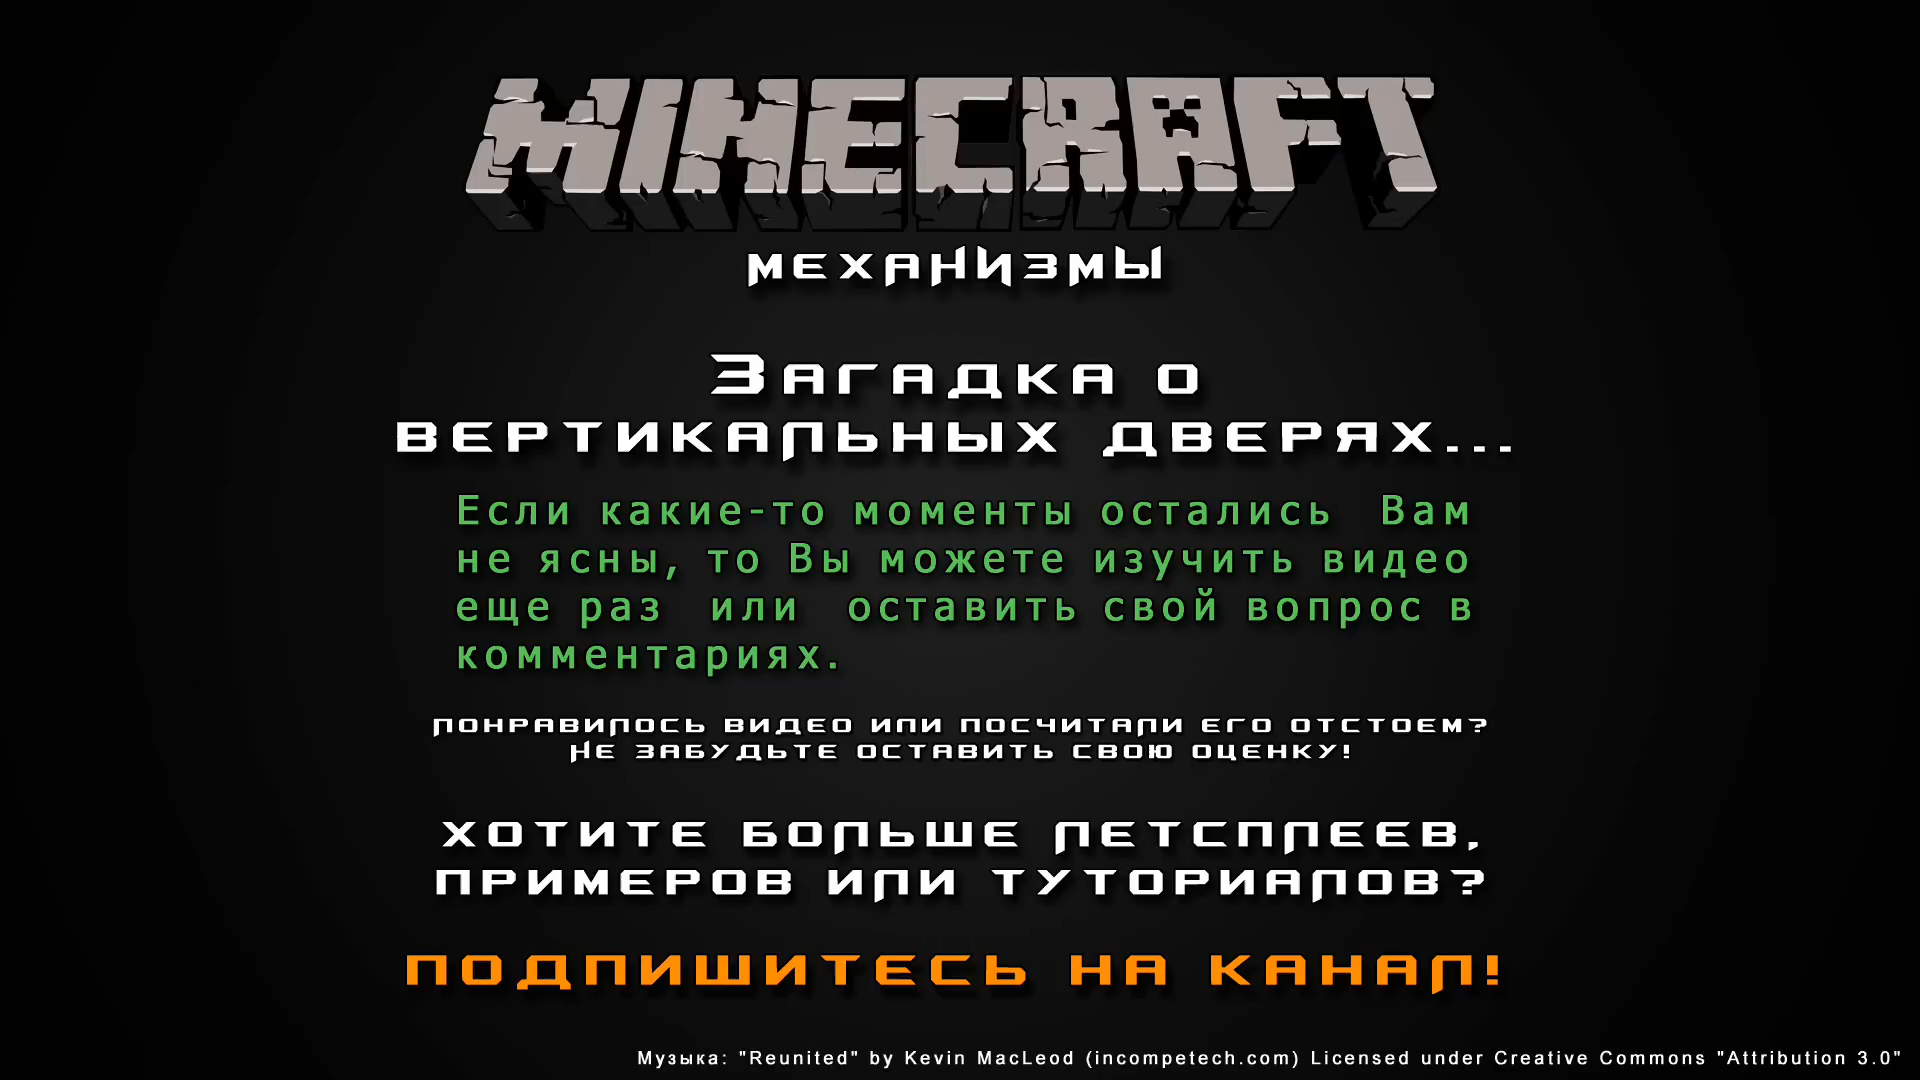 MINECRAFT
механизмы
Загадка о
вертикальных дверях...
Если какие-то моменты остались Вам
не ясны, то Вы можете изучить видео
еще раз или оставить свой вопрос в
комментариях.
Понравилось видео или посчитали его отстоем?
Не забудьте оставить свою оценку!
Хотите больше летсплеев,
примеров или туториалов?
Подпишитесь на канал!
Музыка: "Reunited" by Kevin MacLeod (incompetech.com) Licensed under Creative Commons "Attribution 3.0"